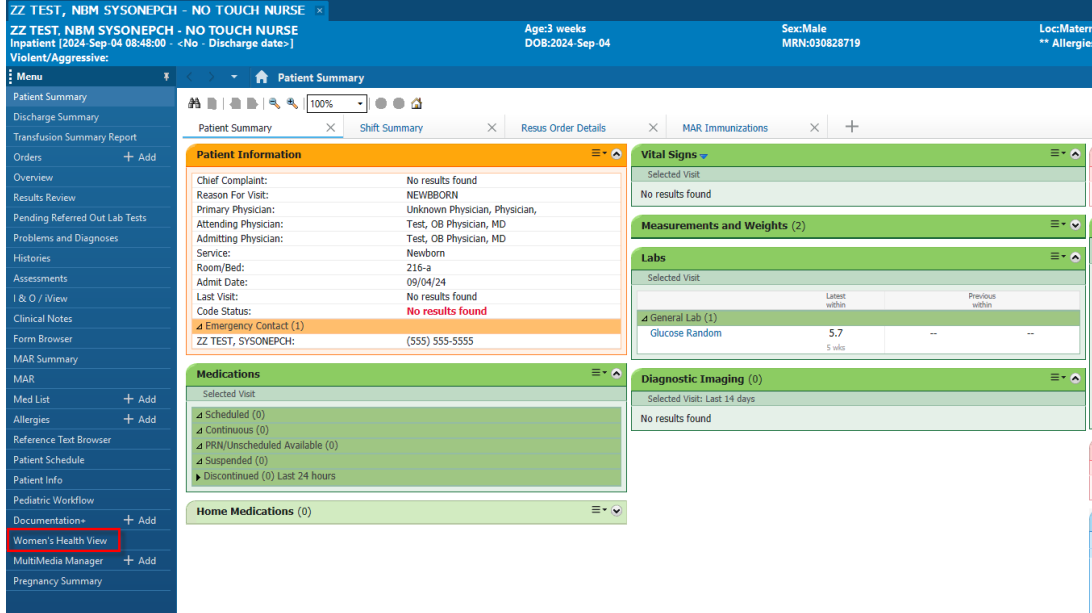 ZZ TEST, NBM SYSONEPCH - NO TOUCH NURSE ×
ZZ TEST, NBM SYSONEPCH - NO TOUCH NURSE Age:3 weeks Sex:Male Loc:Matern
Inpatient [2024-Sep-04 08:48:00 - <No - Discharge date>] DOB:2024-Sep-04 MRN:030828719 ** Allergies
Violent/Aggressive:
Menu
Patient Summary
Discharge Summary
Transfusion Summary Report
Orders + Add
Overview
Results Review
Pending Referred Out Lab Tests
Problems and Diagnoses
Histories
Assessments
I & O / iView
Clinical Notes
Form Browser
MAR Summary
MAR
Med List + Add
Allergies + Add
Reference Text Browser
Patient Schedule
Patient Info
Pediatric Workflow
Documentation+ + Add
Women's Health View
MultiMedia Manager + Add
Pregnancy Summary
Patient Summary
100%
Patient Summary × Shift Summary × Resus Order Details × MAR Immunizations × +
Patient Information
Chief Complaint: No results found
Reason For Visit: NEWBBORN
Primary Physician: Unknown Physician, Physician,
Attending Physician: Test, OB Physician, MD
Admitting Physician: Test, OB Physician, MD
Service: Newborn
Room/Bed: 216-a
Admit Date: 09/04/24
Last Visit: No results found
Code Status: No results found
Emergency Contact (1)
ZZ TEST, SYSONEPCH: (555) 555-5555
Medications
Selected Visit
Scheduled (0)
Continuous (0)
PRN/Unscheduled Available (0)
Suspended (0)
Discontinued (0) Last 24 hours
Home Medications (0)
Vital Signs
Selected Visit
No results found
Measurements and Weights (2)
Labs
Selected Visit
Latest Previous
within within
General Lab (1)
Glucose Random 5.7 -- --
5 wks
Diagnostic Imaging (0)
Selected Visit: Last 14 days
No results found